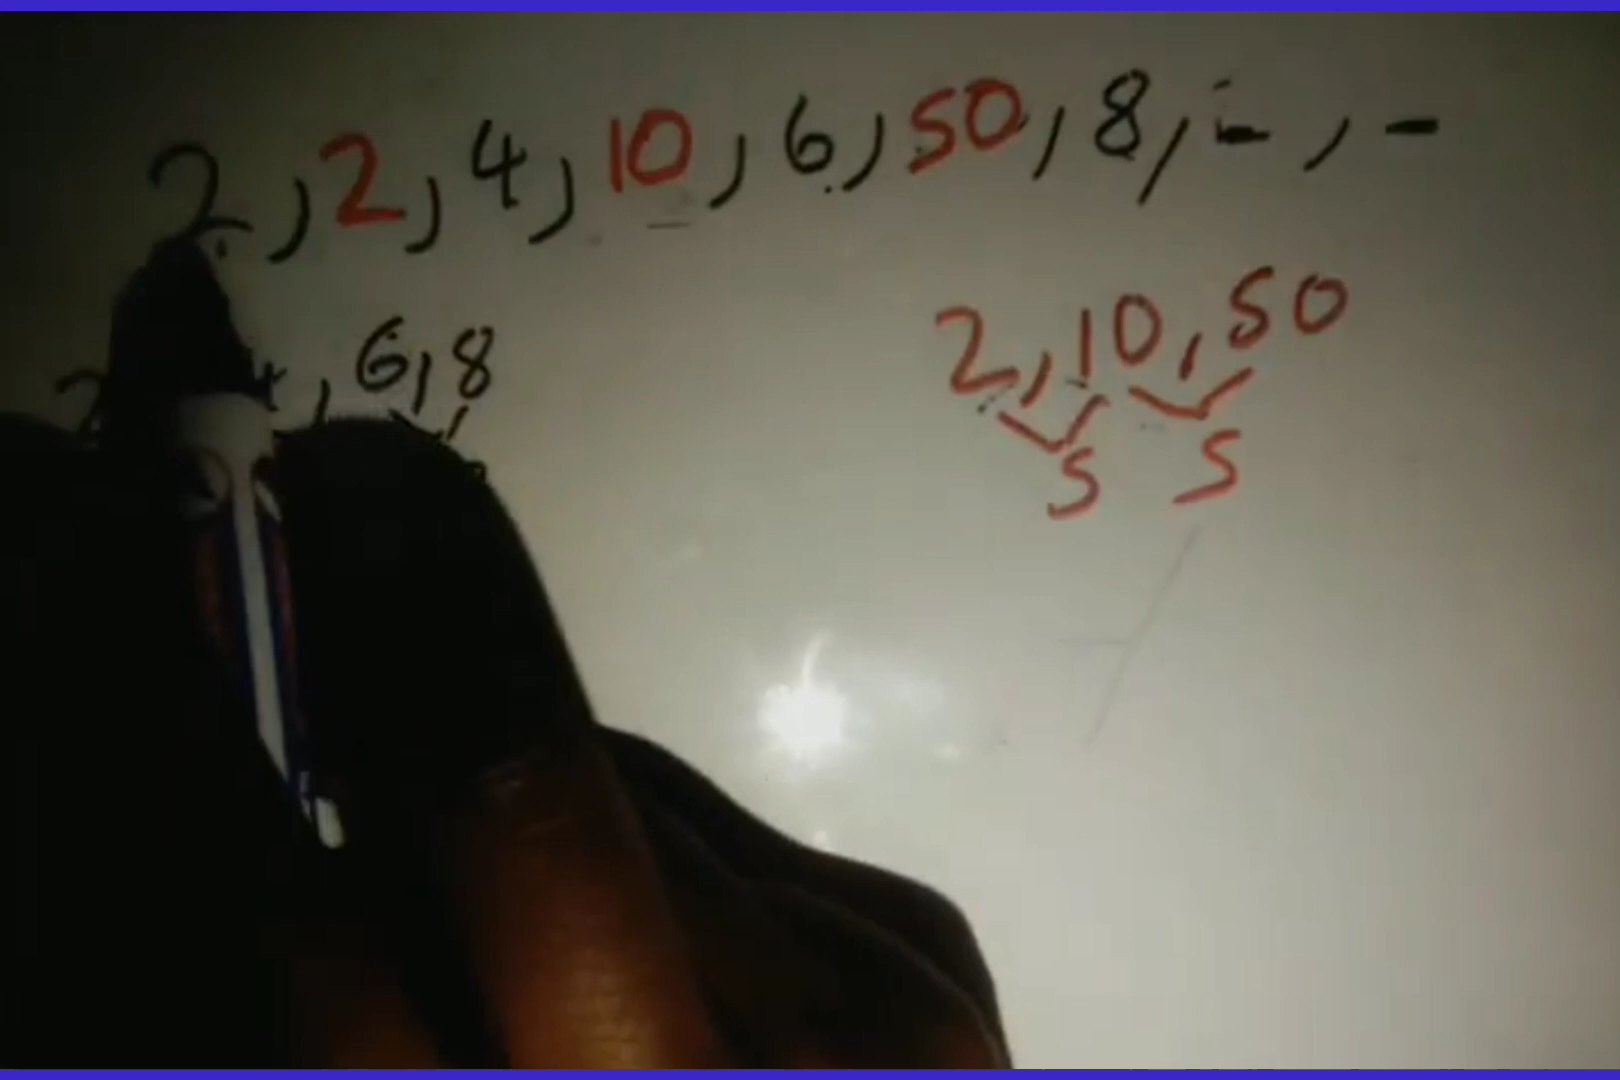 2, 2, 4, 10, 6, 50, 8, -, -
6, 8
2, 10, 50
5 5